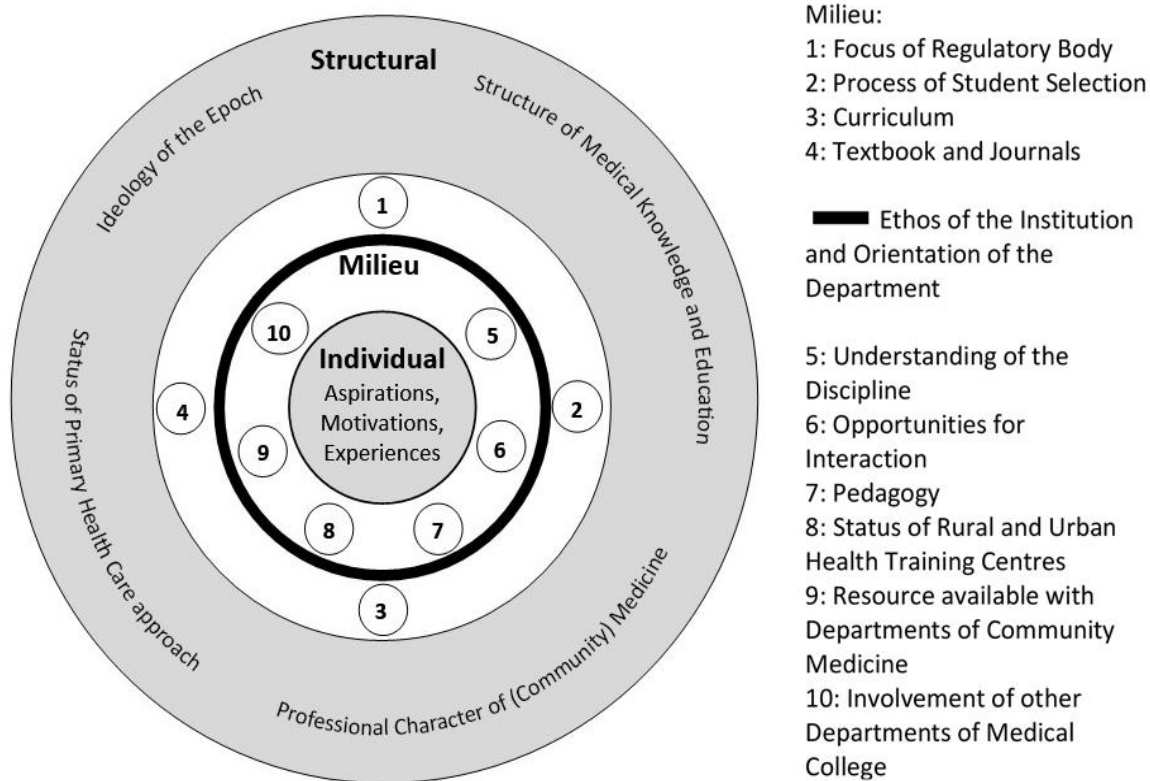 Structural
Ideology of the Epoch
Structure of Medical Knowledge and Education
Status of Primary Health Care approach
Professional Character of (Community) Medicine
1
Milieu
10
5
Individual
Aspirations,
Motivations,
Experiences
4
2
9
6
8
7
3
Milieu:
1: Focus of Regulatory Body
2: Process of Student Selection
3: Curriculum
4: Textbook and Journals
Ethos of the Institution
and Orientation of the
Department
5: Understanding of the
Discipline
6: Opportunities for
Interaction
7: Pedagogy
8: Status of Rural and Urban
Health Training Centres
9: Resource available with
Departments of Community
Medicine
10: Involvement of other
Departments of Medical
College